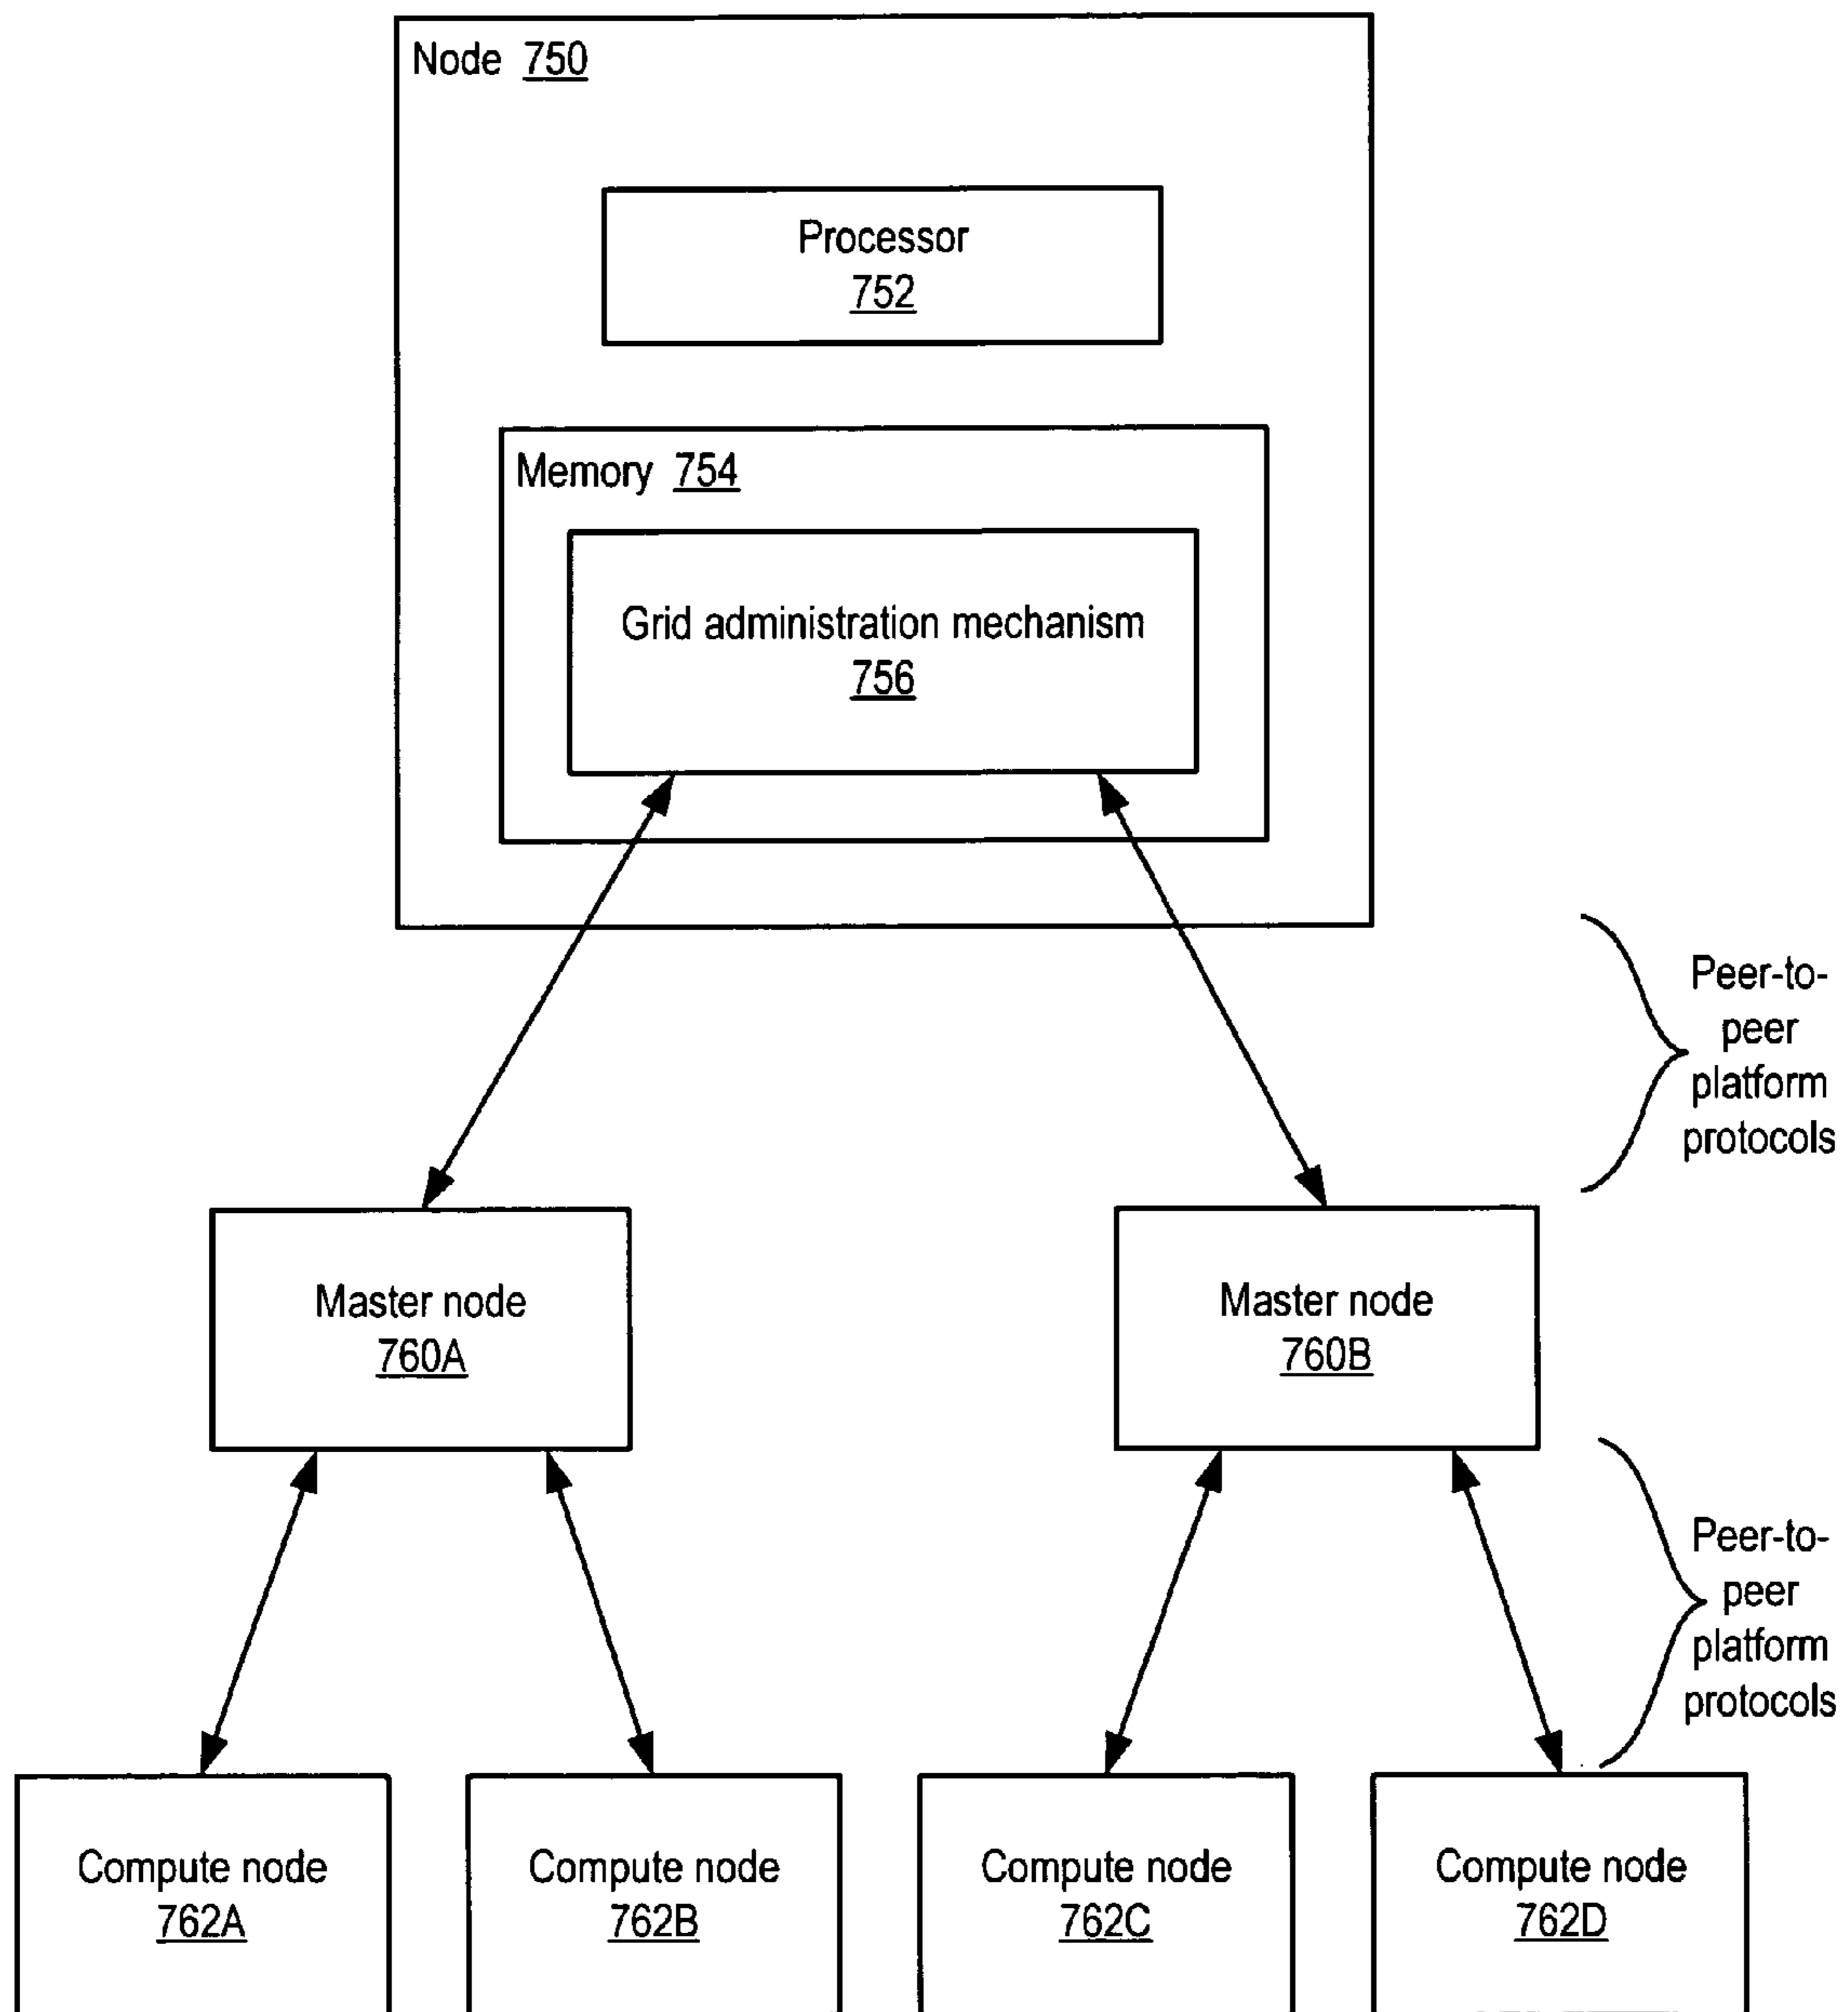 Node 750
Processor
752
Memory 754
Grid administration mechanism
756
Peer-to-
peer
platform
protocols
Master node
760A
Master node
760B
Peer-to-
peer
platform
protocols
Compute node
762A
Compute node
762B
Compute node
762C
Compute node
762D